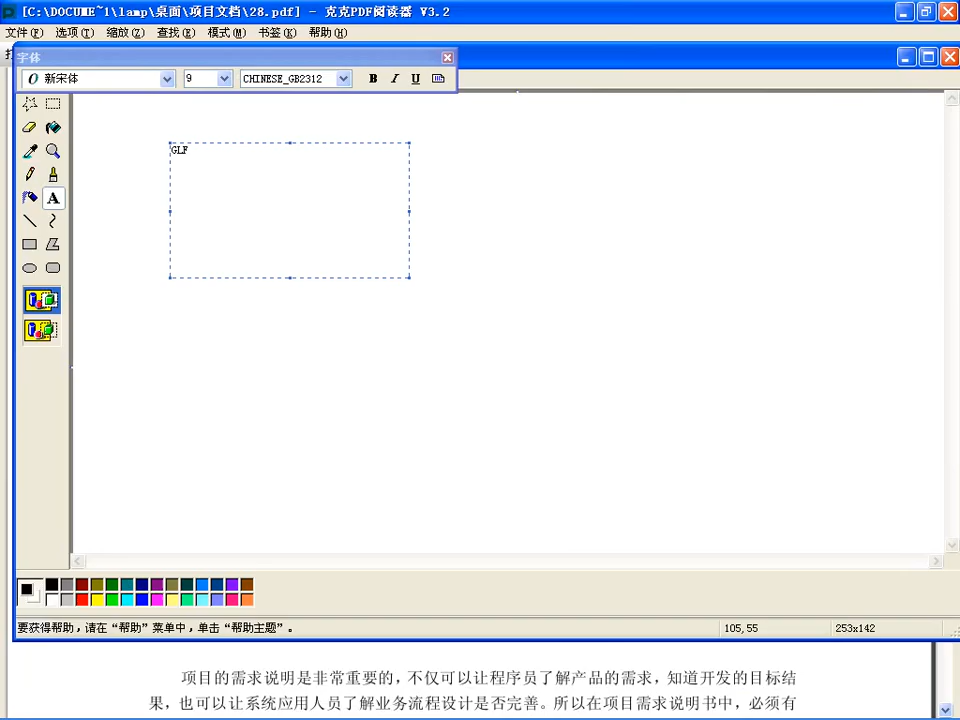 [C:\DOCUME~1\lamp\桌面\项目文档\28.pdf] - 克克PDF阅读器 V3.2
文件(F) 选项(T) 缩放(Z) 查找(E) 模式(M) 书签(K) 帮助(H)
字体
新宋体 9 CHINESE_GB2312 B I U
A
GLF
要获得帮助，请在“帮助”菜单中，单击“帮助主题”。 105,55 253x142
项目的需求说明是非常重要的，不仅可以让程序员了解产品的需求，知道开发的目标结
果，也可以让系统应用人员了解业务流程设计是否完善。所以在项目需求说明书中，必须有